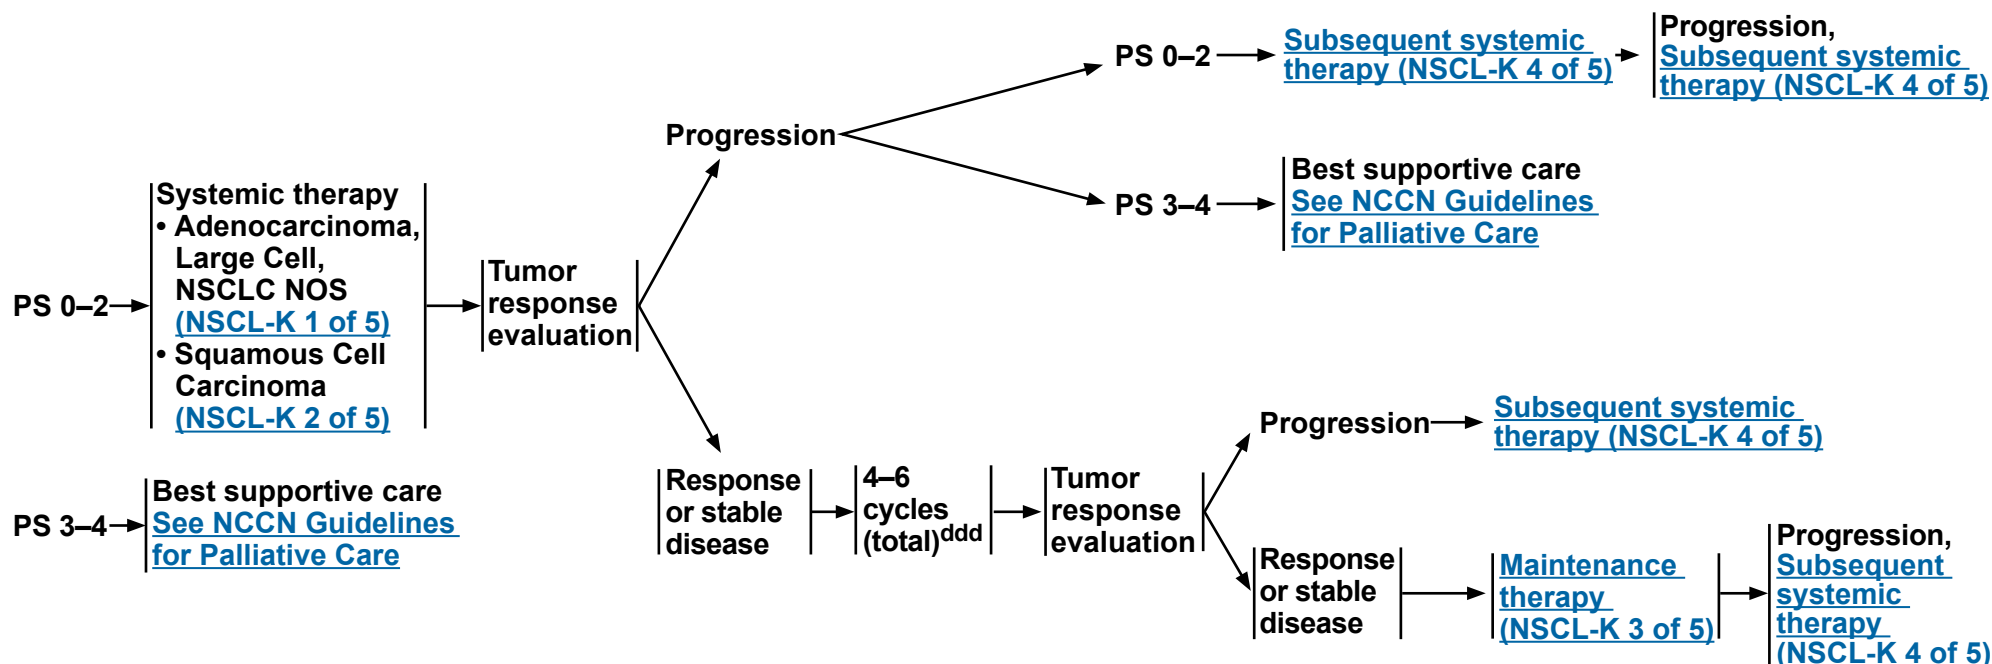 PS 0–2
Systemic therapy
• Adenocarcinoma,
Large Cell,
NSCLC NOS
(NSCL-K 1 of 5)
• Squamous Cell
Carcinoma
(NSCL-K 2 of 5)
Tumor
response
evaluation
Progression
PS 0–2
Subsequent systemic
therapy (NSCL-K 4 of 5)
Progression,
Subsequent systemic
therapy (NSCL-K 4 of 5)
PS 3–4
Best supportive care
See NCCN Guidelines
for Palliative Care
Response
or stable
disease
4–6
cycles
(total)ddd
Tumor
response
evaluation
Progression
Subsequent systemic
therapy (NSCL-K 4 of 5)
Response
or stable
disease
Maintenance
therapy
(NSCL-K 3 of 5)
Progression,
Subsequent
systemic
therapy
(NSCL-K 4 of 5)
PS 3–4
Best supportive care
See NCCN Guidelines
for Palliative Care